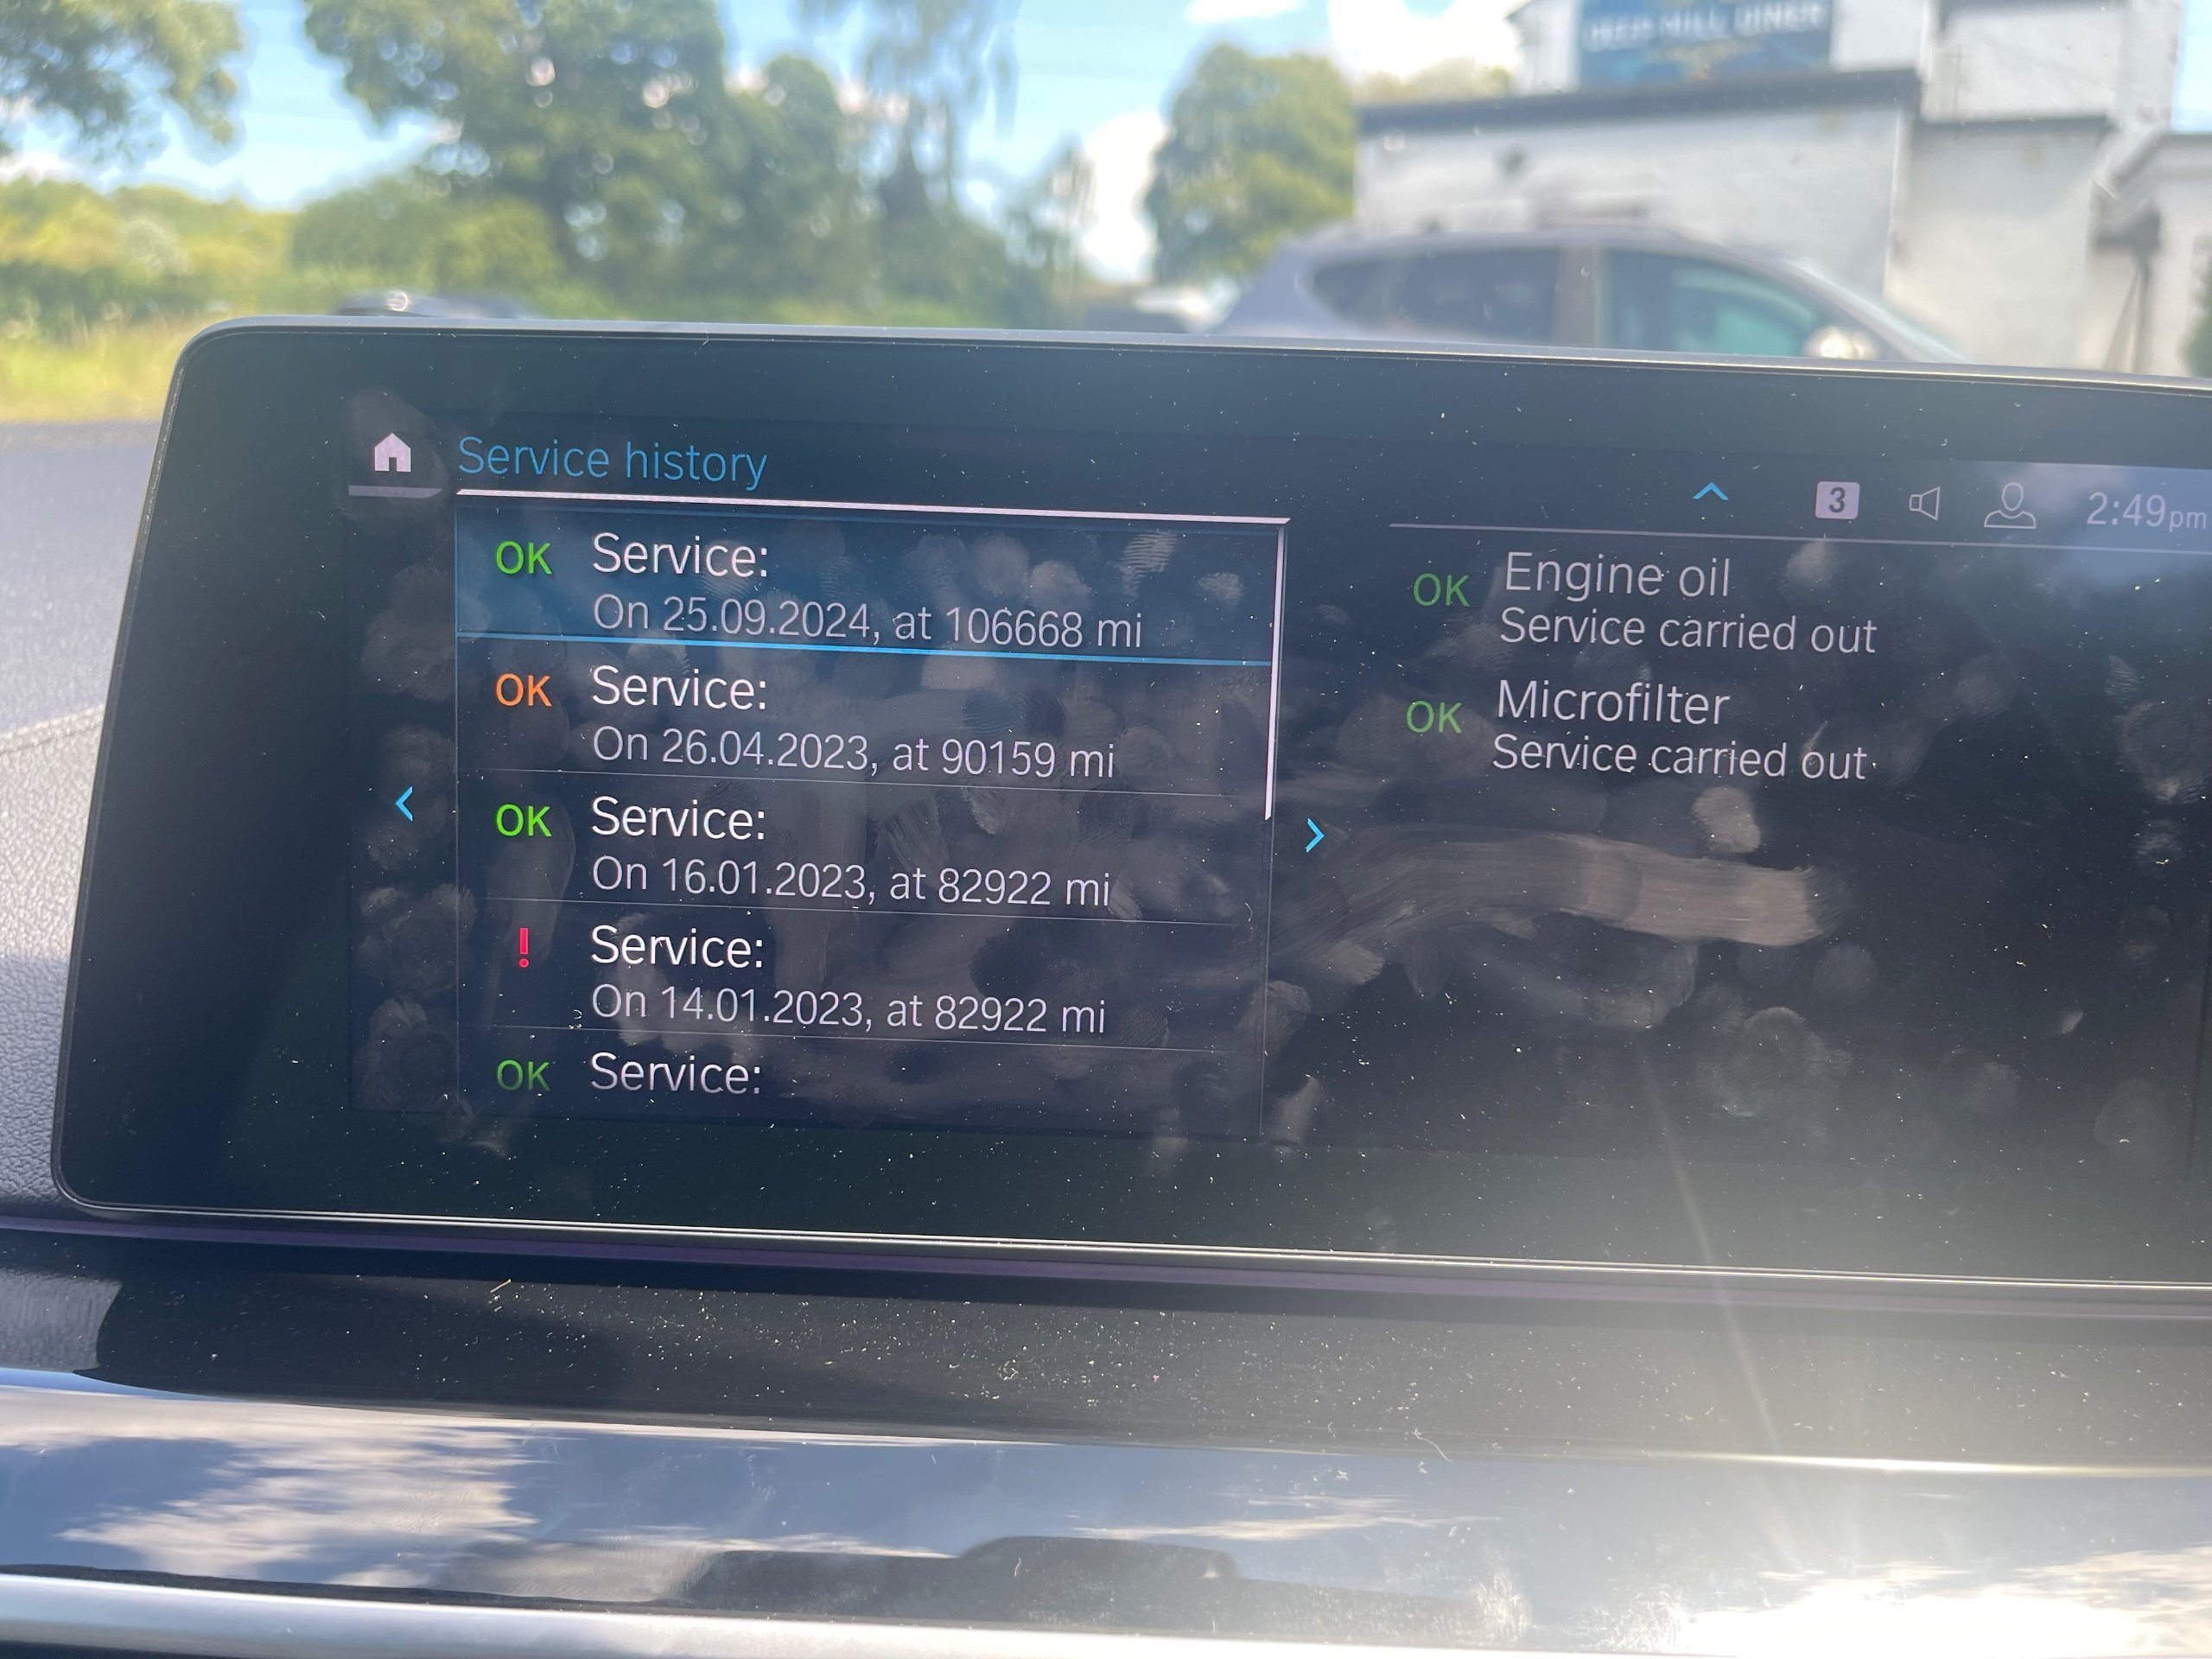 MILL DINER
Service history
3
2:49pm
OK Service:
On 25.09.2024, at 106668 mi
OK Service:
On 26.04.2023, at 90159 mi
OK Service:
On 16.01.2023, at 82922 mi
! Service:
On 14.01.2023, at 82922 mi
OK Service:
OK Engine oil
Service carried out
OK Microfilter
Service carried out